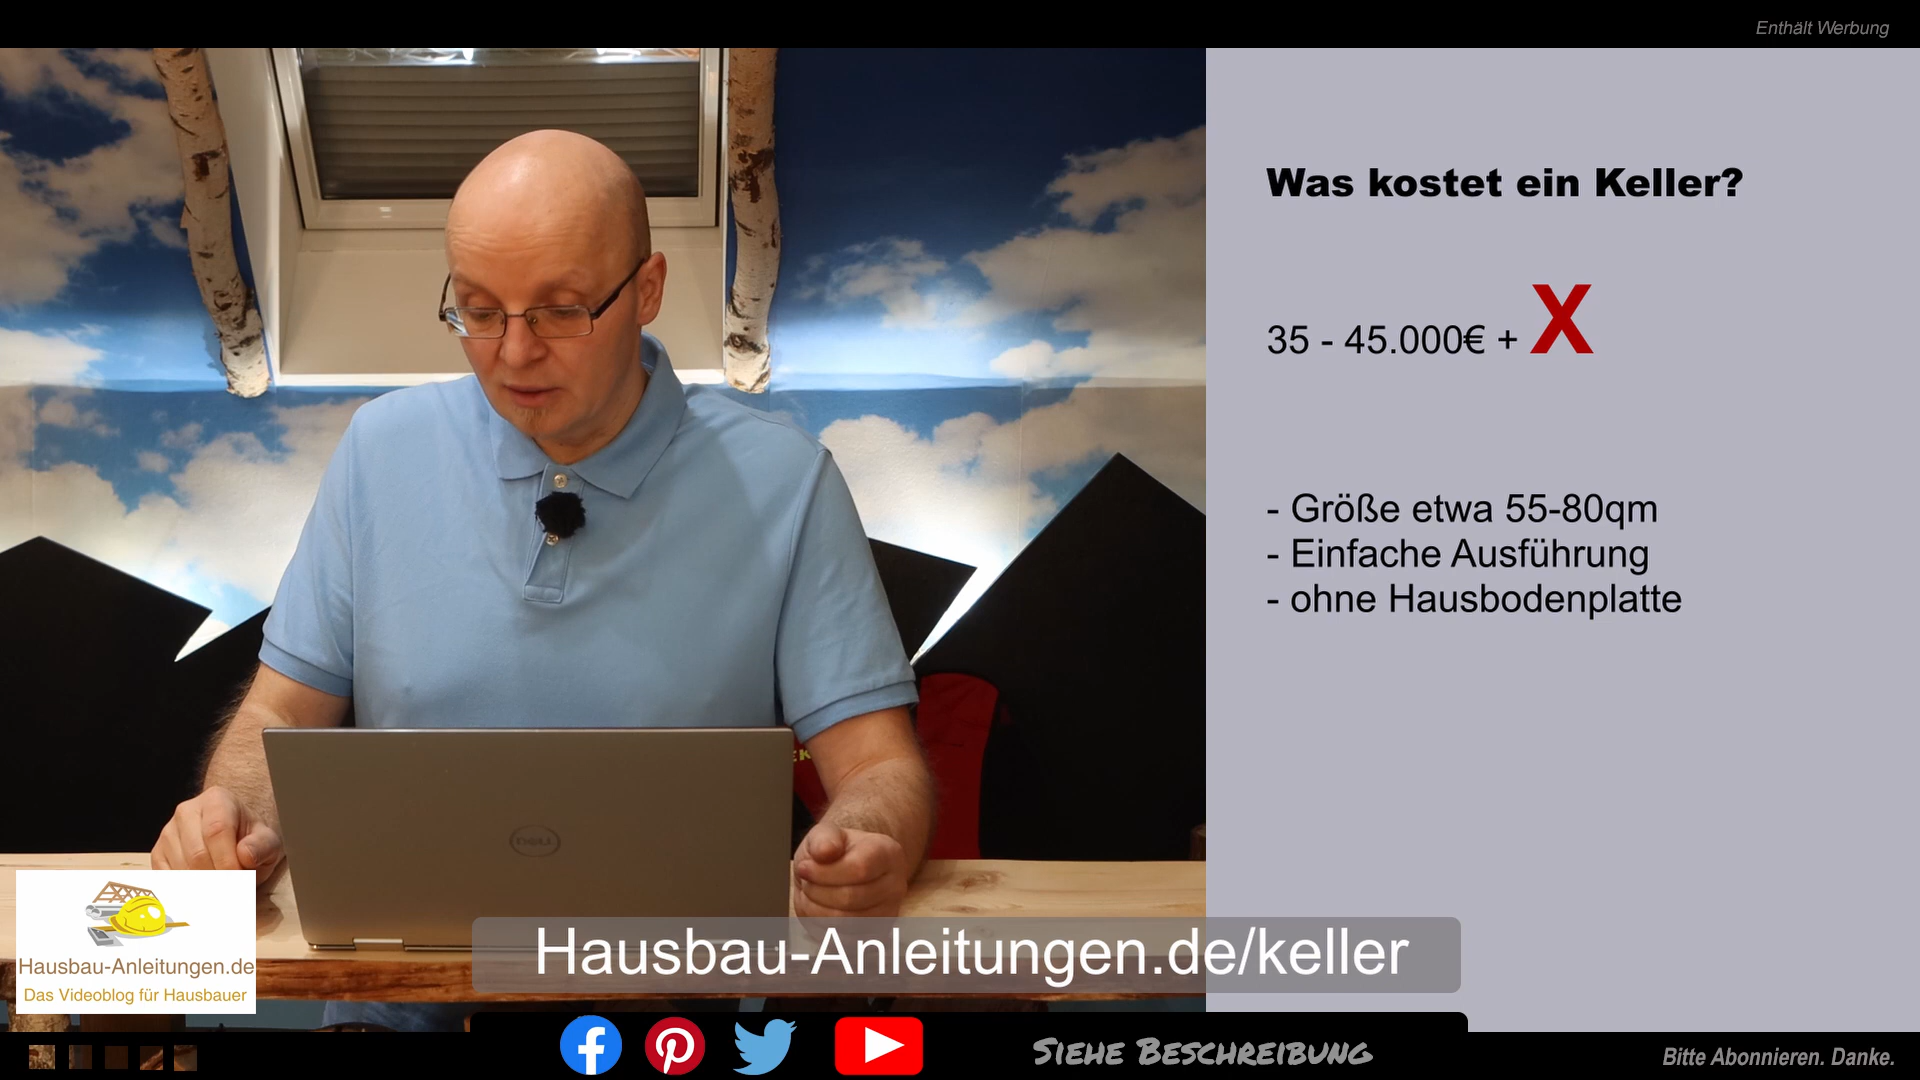 Enthält Werbung
Was kostet ein Keller?
35 - 45.000€ + X
- Größe etwa 55-80qm
- Einfache Ausführung
- ohne Hausbodenplatte
DELL
Hausbau-Anleitungen.de/keller
Hausbau-Anleitungen.de
Das Videoblog für Hausbauer
Siehe Beschreibung
Bitte Abonnieren. Danke.